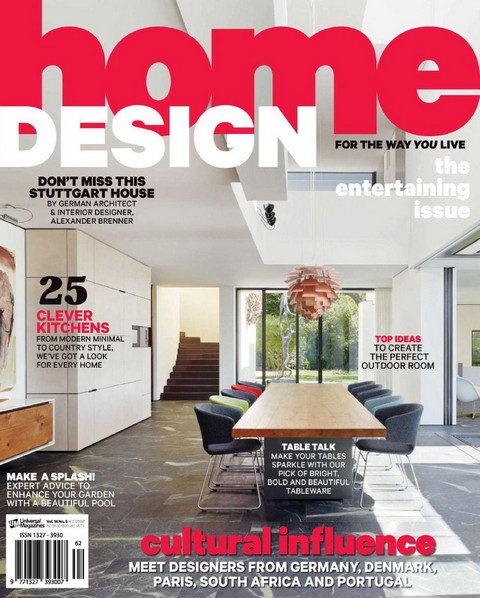 home
DESIGN
FOR THE WAY YOU LIVE
the
entertaining
issue
DON'T MISS THIS
STUTTGART HOUSE
BY GERMAN ARCHITECT
& INTERIOR DESIGNER,
ALEXANDER BRENNER
25
CLEVER
KITCHENS
FROM MODERN MINIMAL
TO COUNTRY STYLE,
WE'VE GOT A LOOK
FOR EVERY HOME
TOP IDEAS
TO CREATE
THE PERFECT
OUTDOOR ROOM
TABLE TALK
MAKE YOUR TABLES
SPARKLE WITH OUR
PICK OF BRIGHT,
BOLD AND BEAUTIFUL
TABLEWARE
MAKE A SPLASH!
EXPERT ADVICE TO
ENHANCE YOUR GARDEN
WITH A BEAUTIFUL POOL
Universal
Magazines
ISSN 1327 - 3930
62
9 771327 393007
cultural influence
MEET DESIGNERS FROM GERMANY, DENMARK,
PARIS, SOUTH AFRICA AND PORTUGAL